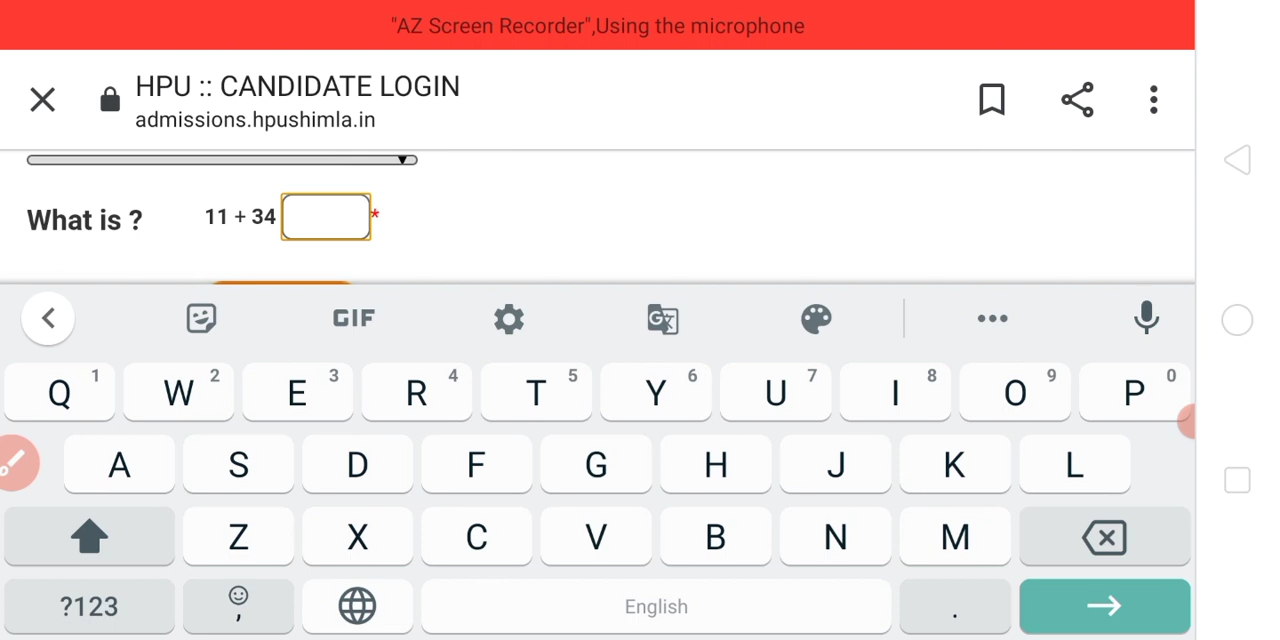 "AZ Screen Recorder",Using the microphone
HPU :: CANDIDATE LOGIN
admissions.hpushimla.in
What is ? 11 + 34 *
GIF
Q 1 W 2 E 3 R 4 T 5 Y 6 U 7 I 8 O 9 P 0
A S D F G H J K L
Z X C V B N M
?123 , English .